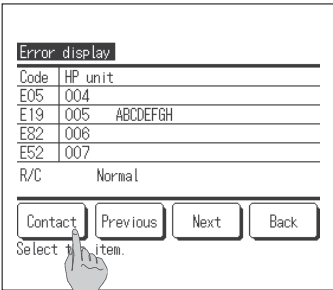 Error display
Code HP unit
E05 004
E19 005 ABCDEFGH
E82 006
E52 007
R/C Normal
Contact Previous Next Back
Select the item.